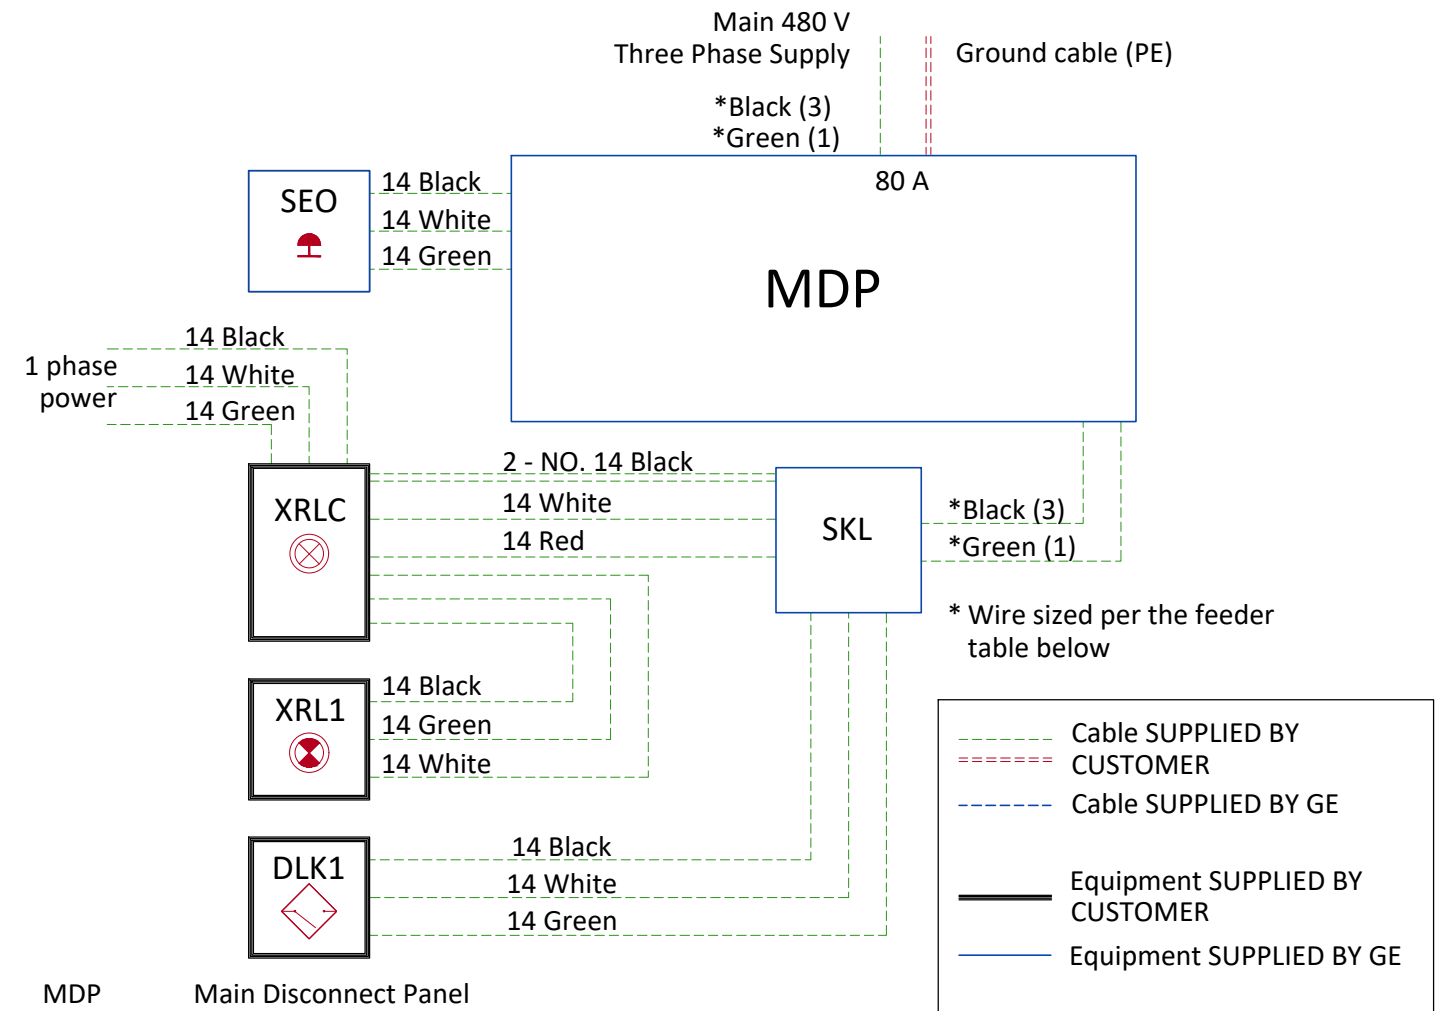 Main 480 V
Three Phase Supply
Ground cable (PE)
*Black (3)
*Green (1)
80 A
MDP
SEO
14 Black
14 White
14 Green
1 phase
power
14 Black
14 White
14 Green
XRLC
2 - NO. 14 Black
14 White
14 Red
SKL
*Black (3)
*Green (1)
* Wire sized per the feeder
table below
XRL1
14 Black
14 Green
14 White
DLK1
14 Black
14 White
14 Green
Cable SUPPLIED BY
CUSTOMER
Cable SUPPLIED BY GE
Equipment SUPPLIED BY
CUSTOMER
Equipment SUPPLIED BY GE
MDP Main Disconnect Panel